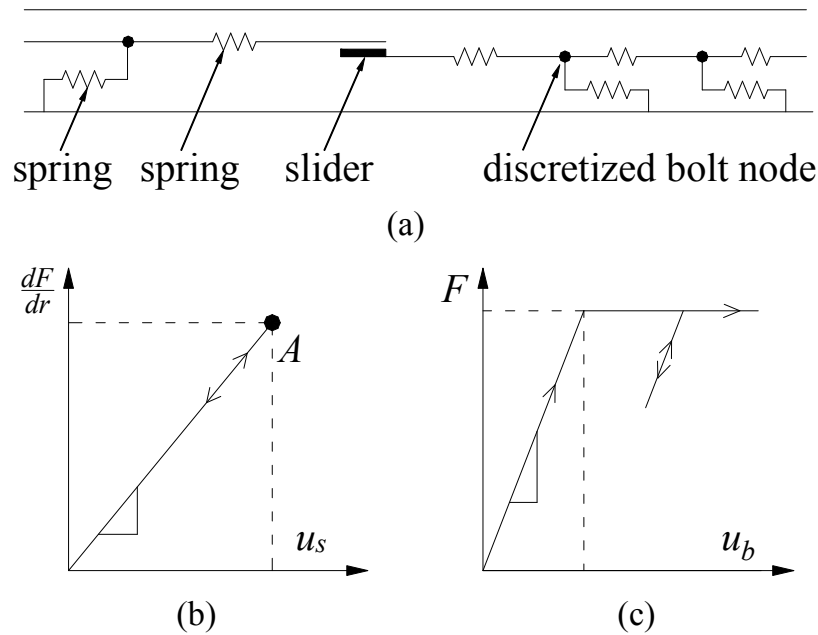 spring spring slider discretized bolt node
(a)
dF/dr
A
u_s
(b)
F
u_b
(c)